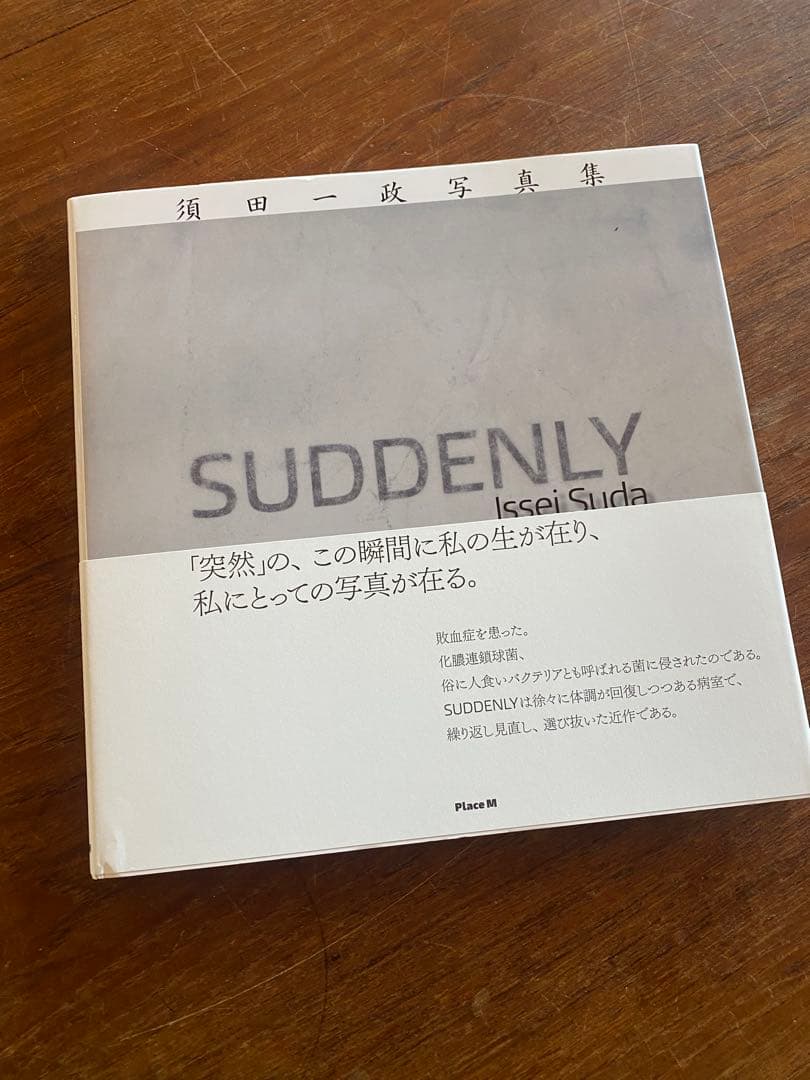 須田一政写真集
SUDDENLY
Issei Suda
「突然」の、この瞬間に私の生が在り、
私にとっての写真が在る。
敗血症を患った。
化膿連鎖球菌、
俗に人食いバクテリアとも呼ばれる菌に侵されたのである。
SUDDENLYは徐々に体調が回復しつつある病室で、
繰り返し見直し、選び抜いた近作である。
Place M